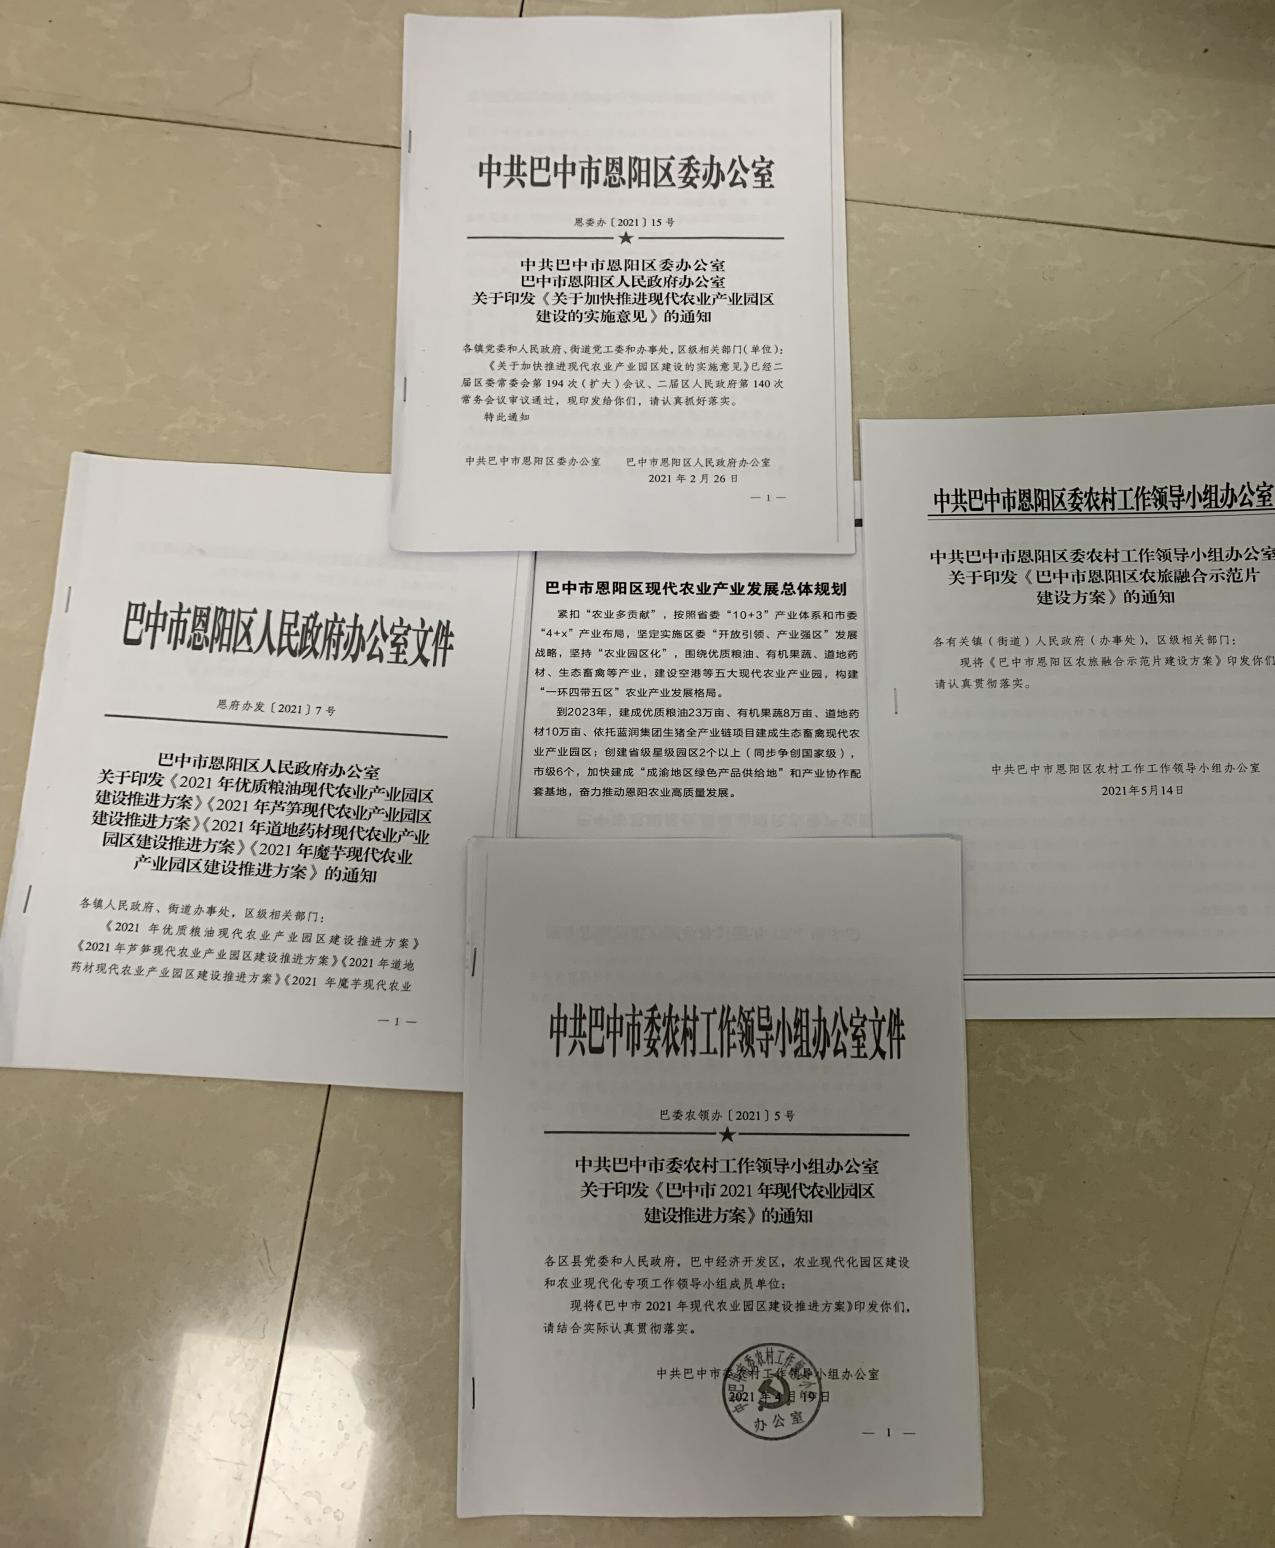 中共巴中市恩阳区委办公室
恩委办〔2021〕15号
中共巴中市恩阳区委办公室
巴中市恩阳区人民政府办公室
关于印发《关于加快推进现代农业产业园区
建设的实施意见》的通知
各镇党委和人民政府、街道党工委和办事处，区级相关部门(单位)：
《关于加快推进现代农业产业园区建设的实施意见》已经二
届区委常委会第194次(扩大)会议、二届区人民政府第140次
常务会议审议通过，现印发给你们，请认真抓好落实。
特此通知
中共巴中市恩阳区委办公室 巴中市恩阳区人民政府办公室
2021年2月26日
— 1 —
巴中市恩阳区人民政府办公室文件
恩府办发〔2021〕7号
巴中市恩阳区人民政府办公室
关于印发《2021年优质粮油现代农业产业园区
建设推进方案》《2021年芦笋现代农业产业园区
建设推进方案》《2021年道地药材现代农业产业
园区建设推进方案》《2021年魔芋现代农业
产业园区建设推进方案》的通知
各镇人民政府、街道办事处，区级相关部门：
《2021 年优质粮油现代农业产业园区建设推进方案》
《2021年芦笋现代农业产业园区建设推进方案》《2021年道地
药材现代农业产业园区建设推进方案》《2021 年魔芋现代农业
— 1 —
巴中市恩阳区现代农业产业发展总体规划
紧扣“农业多贡献”，按照省委“10+3”产业体系和市委
“4+x”产业布局，坚定实施区委“开放引领、产业强区”发展
战略，坚持“农业园区化”，围绕优质粮油、有机果蔬、道地药
材、生态畜禽等产业，建设空港等五大现代农业产业园，构建
“一环四带五区”农业产业发展格局。
到2023年，建成优质粮油23万亩、有机果蔬8万亩、道地药
材10万亩、依托蓝润集团生猪全产业链项目建成生态畜禽现代农
业产业园区；创建省级星级园区2个以上（同步争创国家级），
市级6个，加快建成“成渝地区绿色产品供给地”和产业协作配
套基地，奋力推动恩阳农业高质量发展。
中共巴中市恩阳区委农村工作领导小组办公室
中共巴中市恩阳区委农村工作领导小组办公室
关于印发《巴中市恩阳区农旅融合示范片
建设方案》的通知
各有关镇（街道）人民政府（办事处），区级相关部门：
现将《巴中市恩阳区农旅融合示范片建设方案》印发你们
请认真贯彻落实。
中共巴中市恩阳区农村工作工作领导小组办公室
2021年5月14日
中共巴中市委农村工作领导小组办公室文件
巴委农领办〔2021〕5号
中共巴中市委农村工作领导小组办公室
关于印发《巴中市2021年现代农业园区
建设推进方案》的通知
各区县党委和人民政府，巴中经济开发区，农业现代化园区建设
和农业现代化专项工作领导小组成员单位：
现将《巴中市2021年现代农业园区建设推进方案》印发你们，
请结合实际认真贯彻落实。
中共巴中市委农村工作领导小组办公室
2021年4月19日
办公室
— 1 —